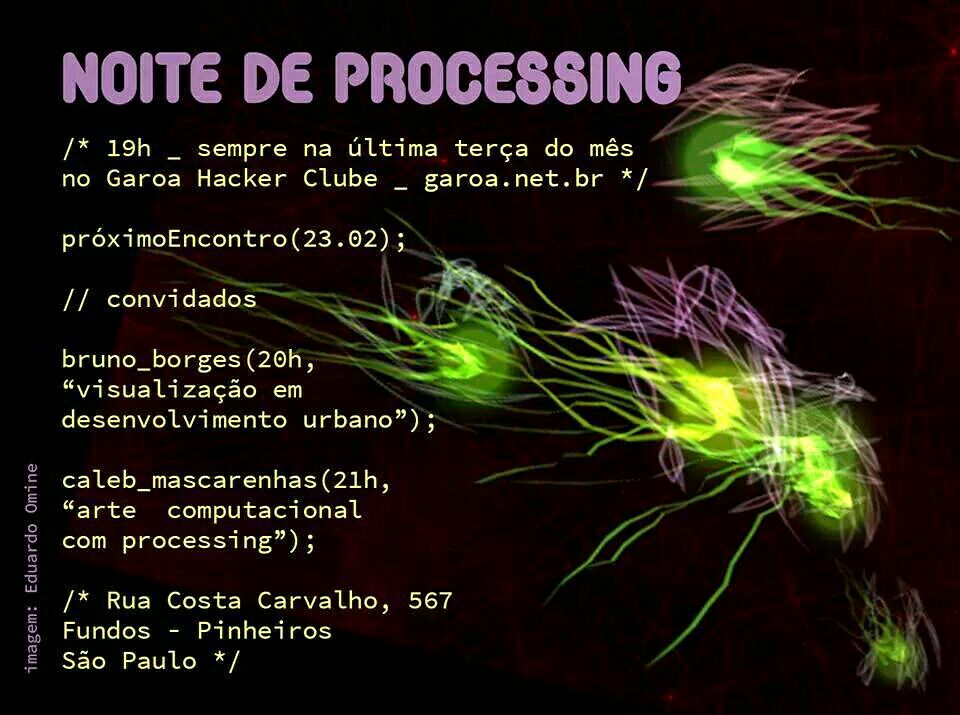 NOITE DE PROCESSING
/* 19h _ sempre na última terça do mês
no Garoa Hacker Clube _ garoa.net.br */
próximoEncontro(23.02);
// convidados
bruno_borges(20h,
“visualização em
desenvolvimento urbano”);
caleb_mascarenhas(21h,
“arte  computacional
com processing”);
/* Rua Costa Carvalho, 567
Fundos - Pinheiros
São Paulo */
imagem: Eduardo Omine